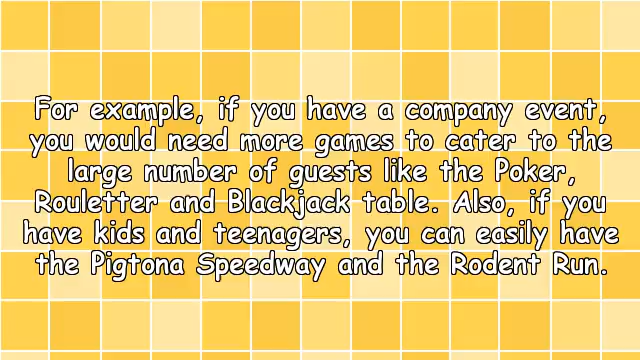 For example, if you have a company event,
you would need more games to cater to the
large number of guests like the Poker,
Rouletter and Blackjack table. Also, if you
have kids and teenagers, you can easily have
the Pigtona Speedway and the Rodent Run.